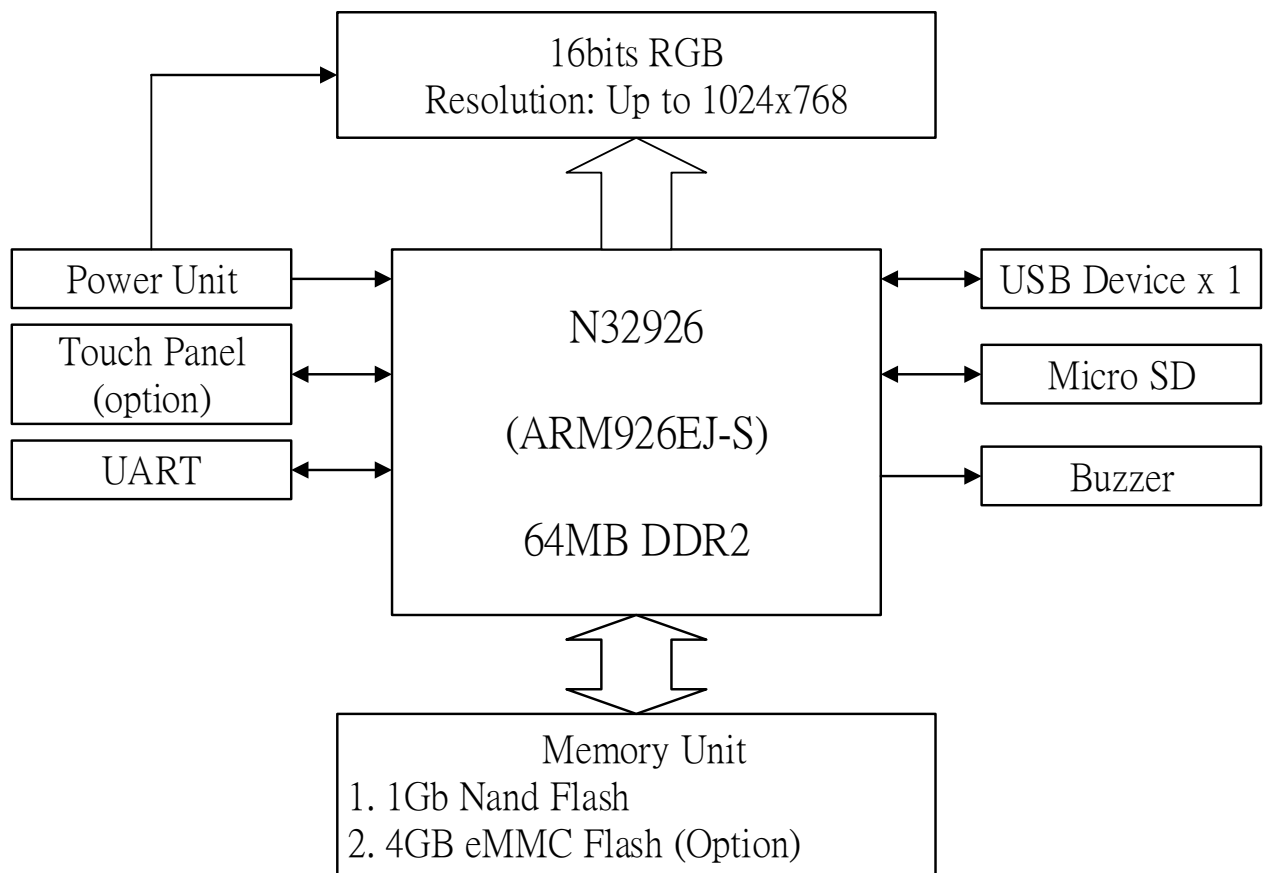 16bits RGB
Resolution: Up to 1024x768
Power Unit
Touch Panel
(option)
UART
N32926
(ARM926EJ-S)
64MB DDR2
USB Device x 1
Micro SD
Buzzer
Memory Unit
1. 1Gb Nand Flash
2. 4GB eMMC Flash (Option)